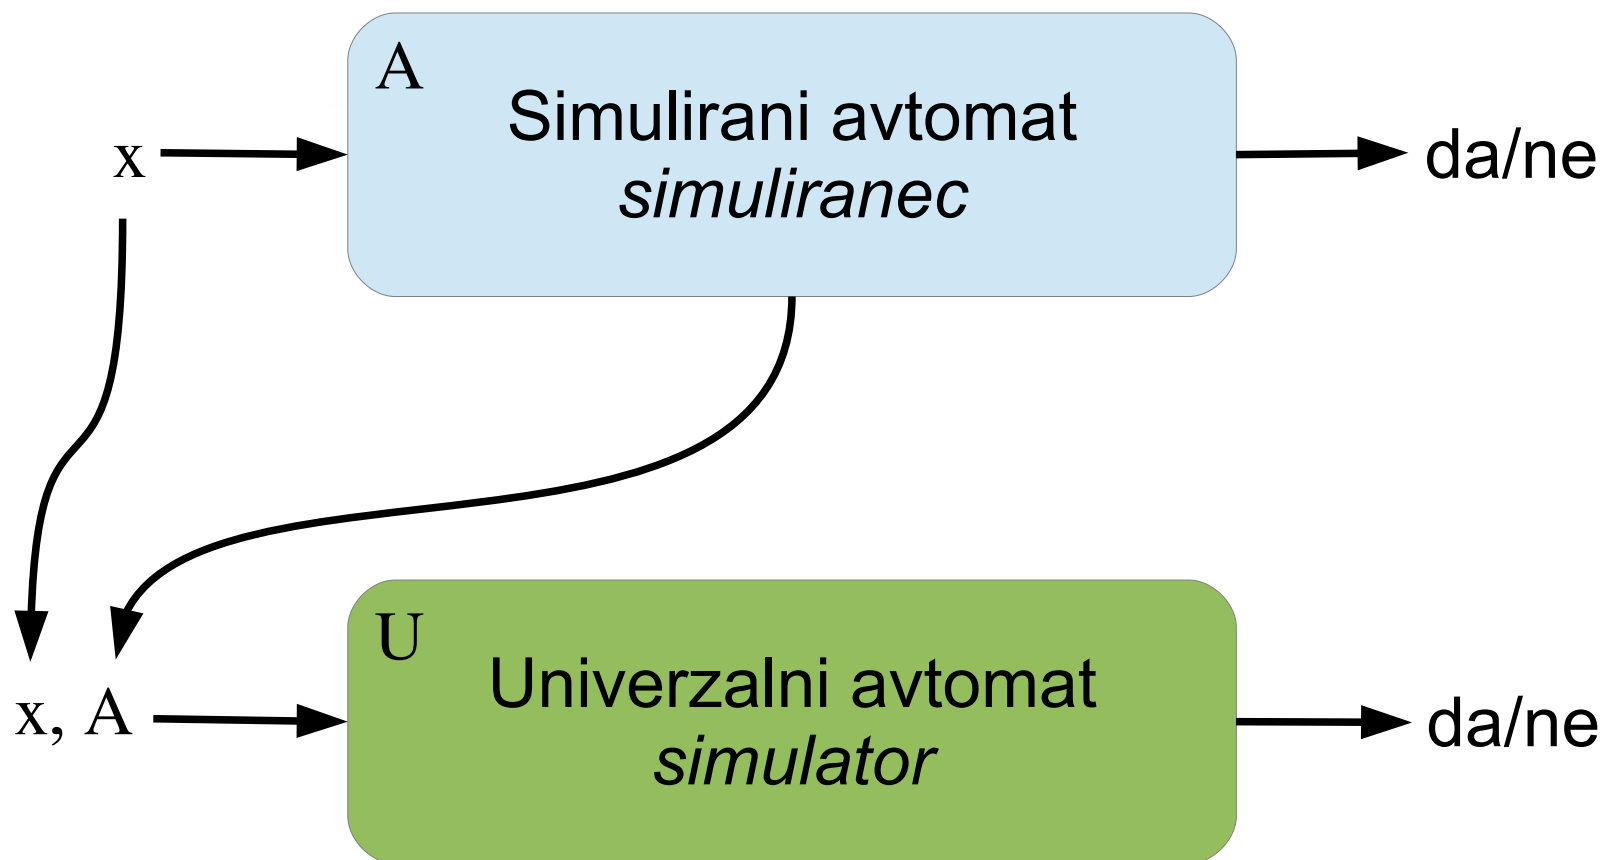 A
Simulirani avtomat
simuliranec
x
da/ne
U
Univerzalni avtomat
simulator
x, A
da/ne